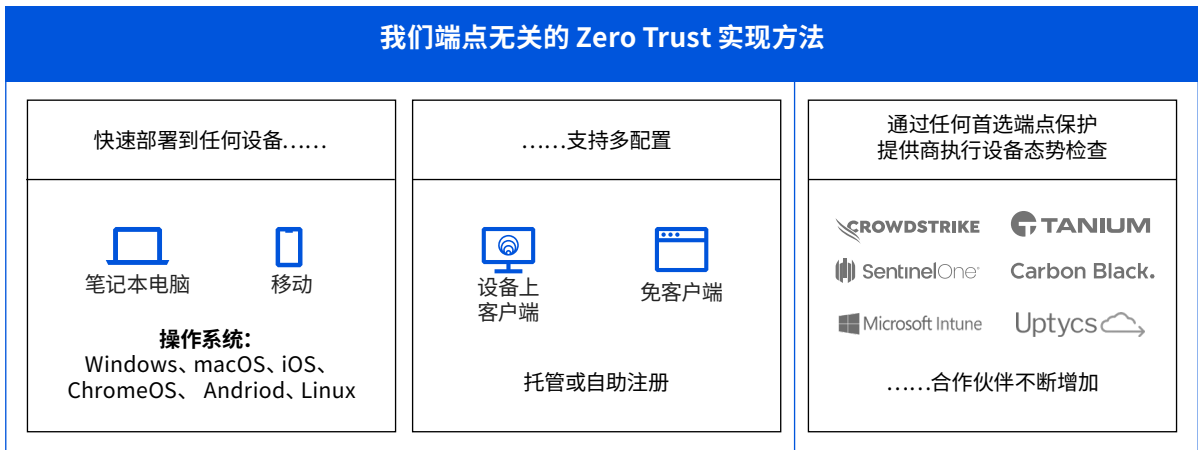 我们端点无关的 Zero Trust 实现方法
快速部署到任何设备……
笔记本电脑
移动
操作系统：
Windows、macOS、iOS、
ChromeOS、 Andriod、Linux
……支持多配置
设备上
客户端
免客户端
托管或自助注册
通过任何首选端点保护
提供商执行设备态势检查
CROWDSTRIKE
TANIUM
SentinelOne
Carbon Black.
Microsoft Intune
Uptycs
……合作伙伴不断增加